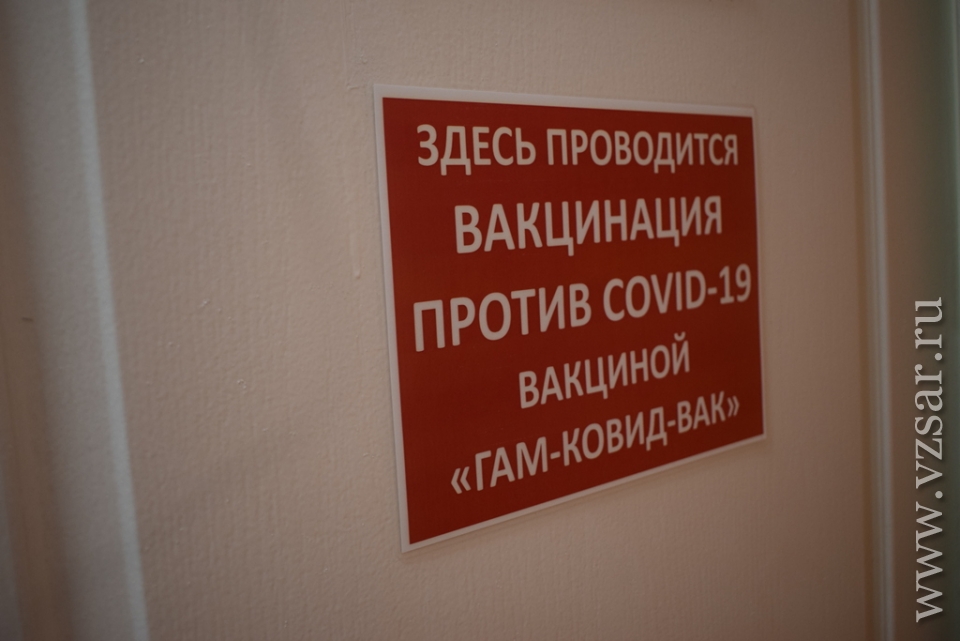 ЗДЕСЬ ПРОВОДИТСЯ
ВАКЦИНАЦИЯ
ПРОТИВ COVID-19
ВАКЦИНОЙ
«ГАМ-КОВИД-ВАК»
www.vzsar.ru